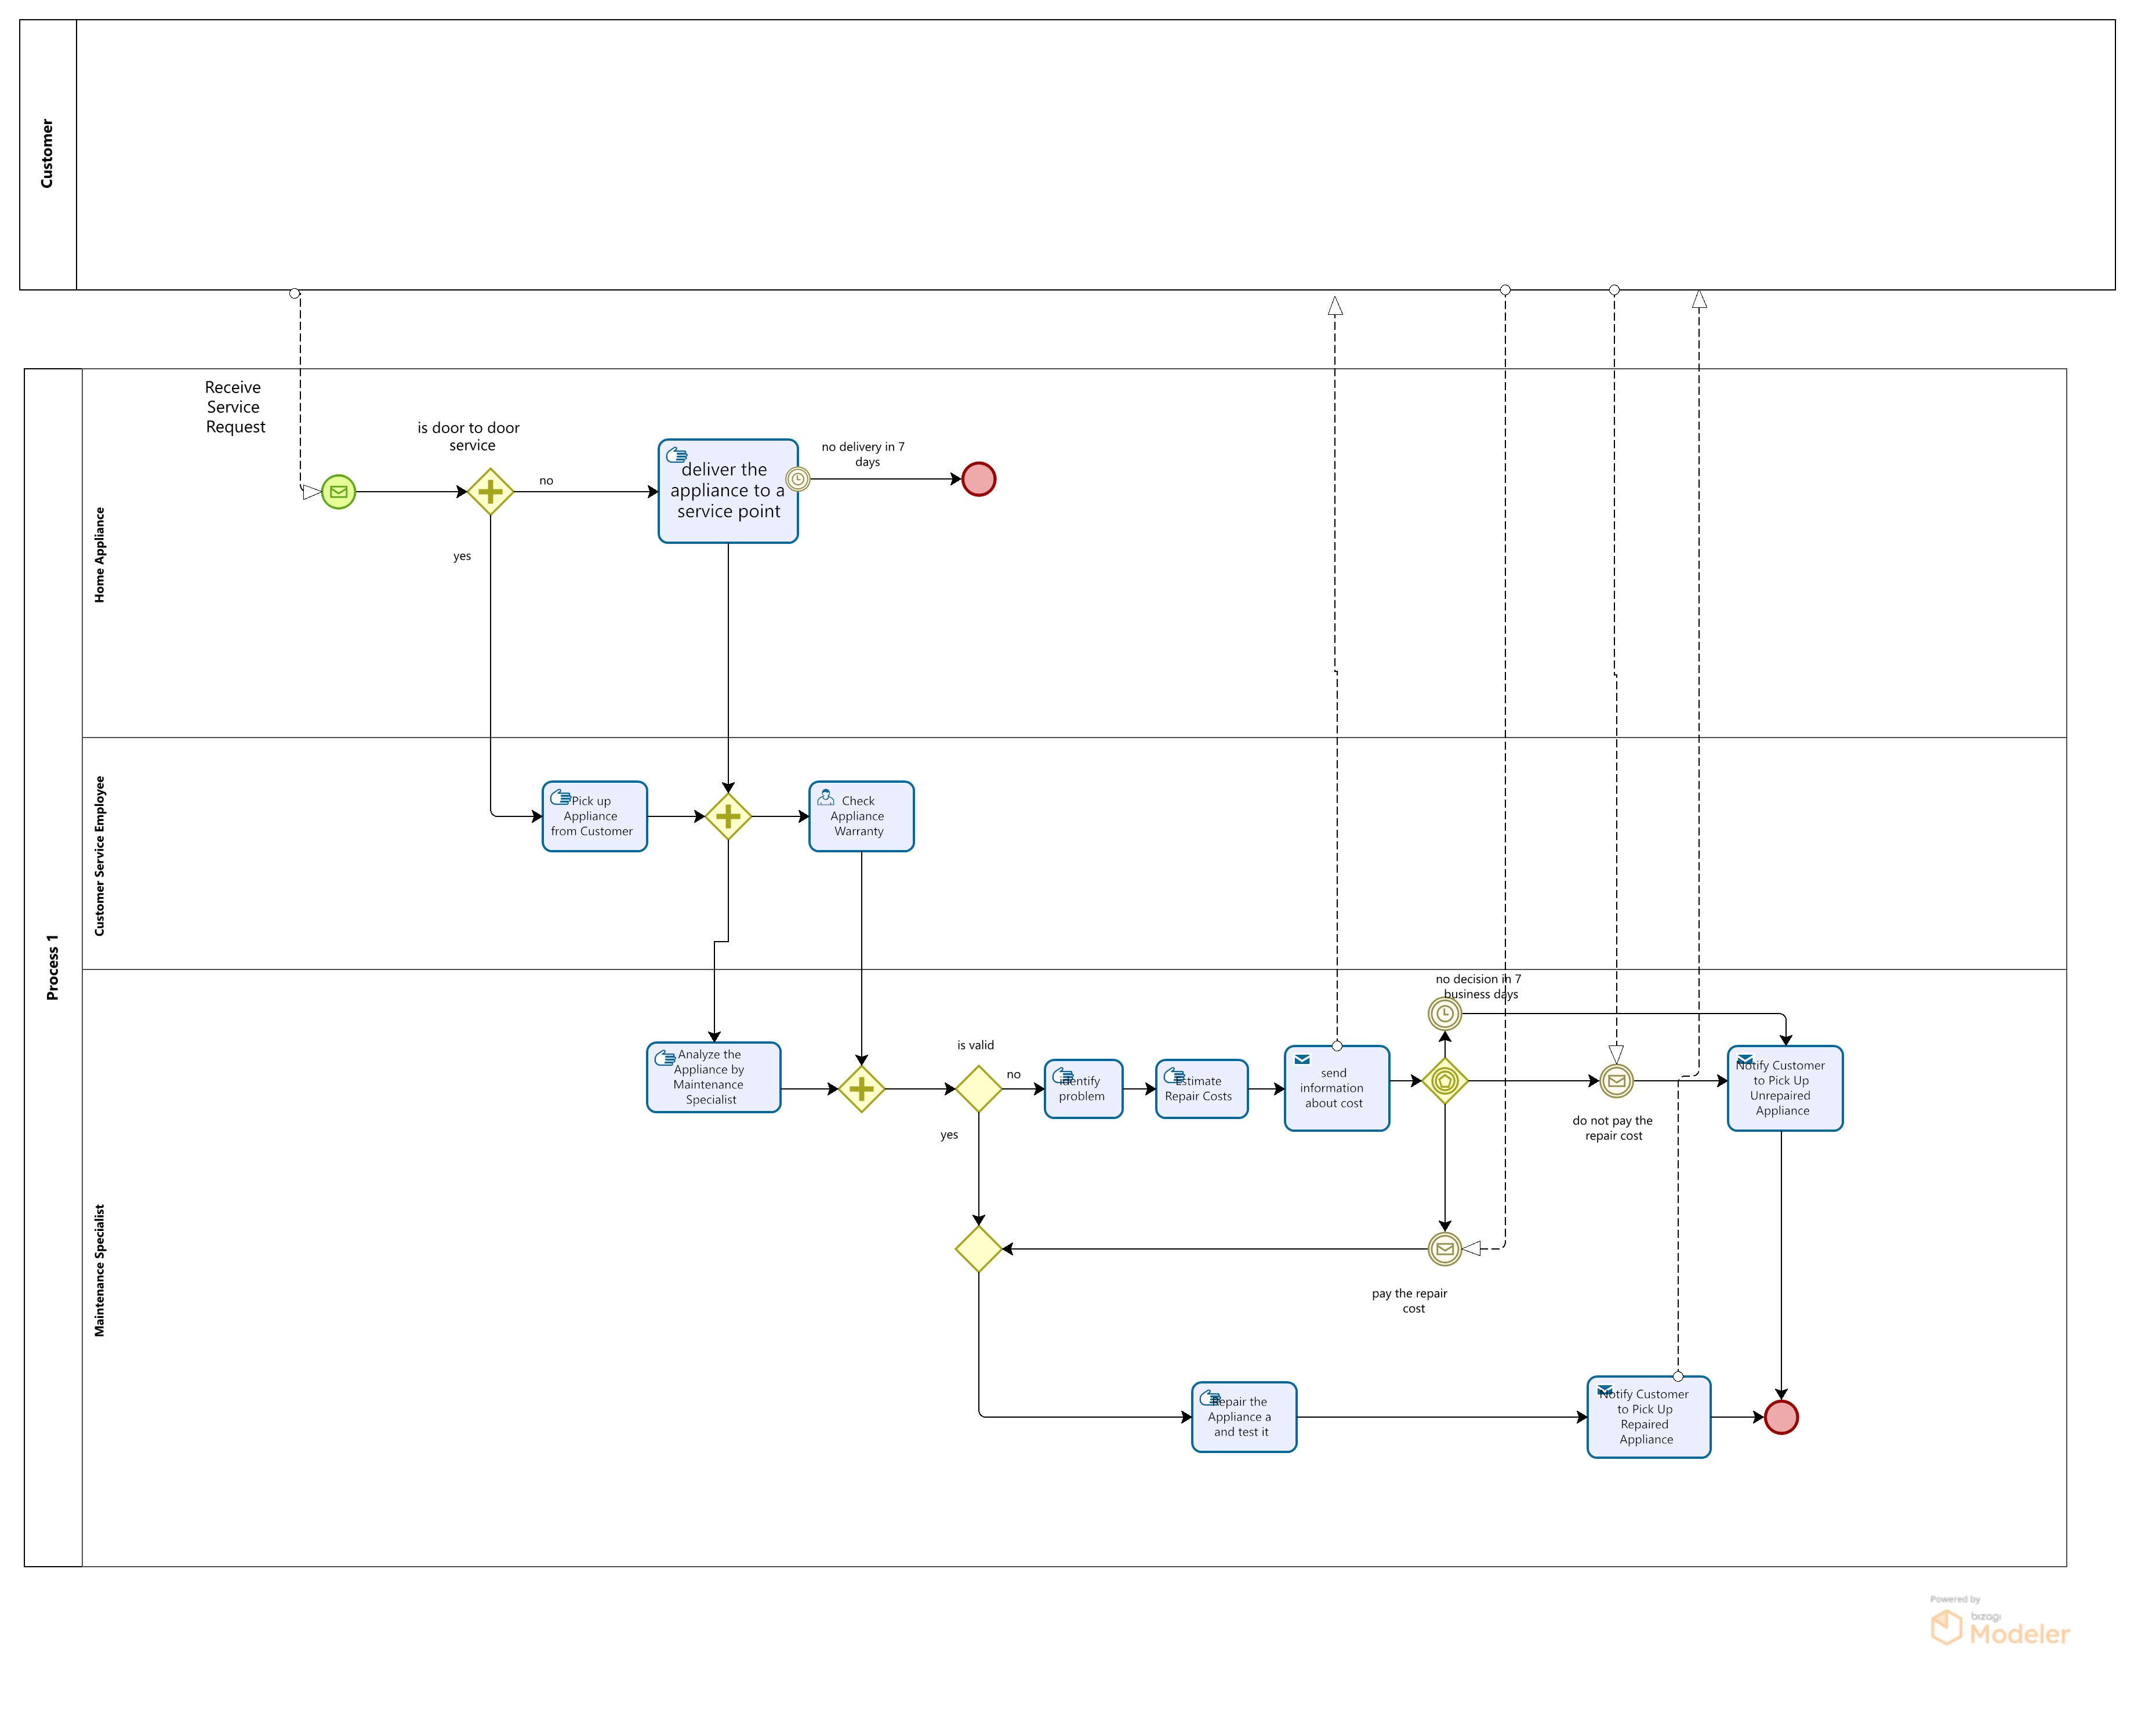 Customer
Process 1
Home Appliance
Receive
Service
Request
is door to door
service
no
yes
deliver the
appliance to a
service point
no delivery in 7
days
Customer Service Employee
Pick up
Appliance
from Customer
Check
Appliance
Warranty
Maintenance Specialist
Analyze the
Appliance by
Maintenance
Specialist
is valid
no
yes
identify
problem
Estimate
Repair Costs
send
information
about cost
no decision in 7
business days
do not pay the
repair cost
Notify Customer
to Pick Up
Unrepaired
Appliance
pay the repair
cost
Repair the
Appliance a
and test it
Notify Customer
to Pick Up
Repaired
Appliance
Powered by
bizagi
Modeler